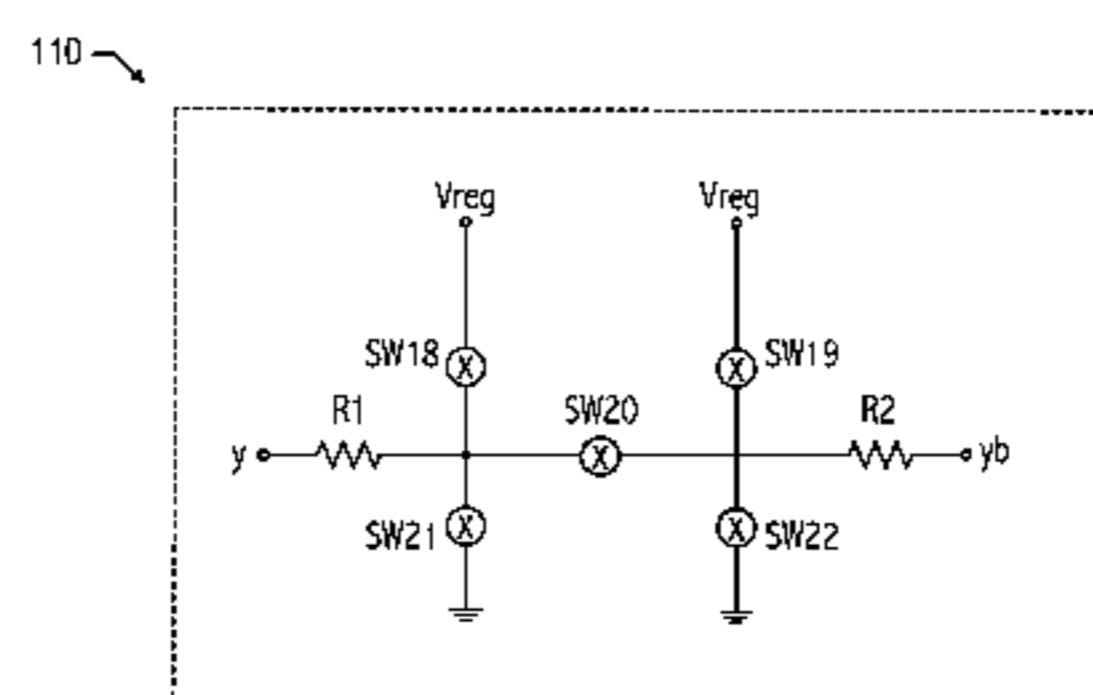 110
Vreg Vreg
SW18 X X SW19
R1 SW20 R2
y X yb
SW21 X X SW22